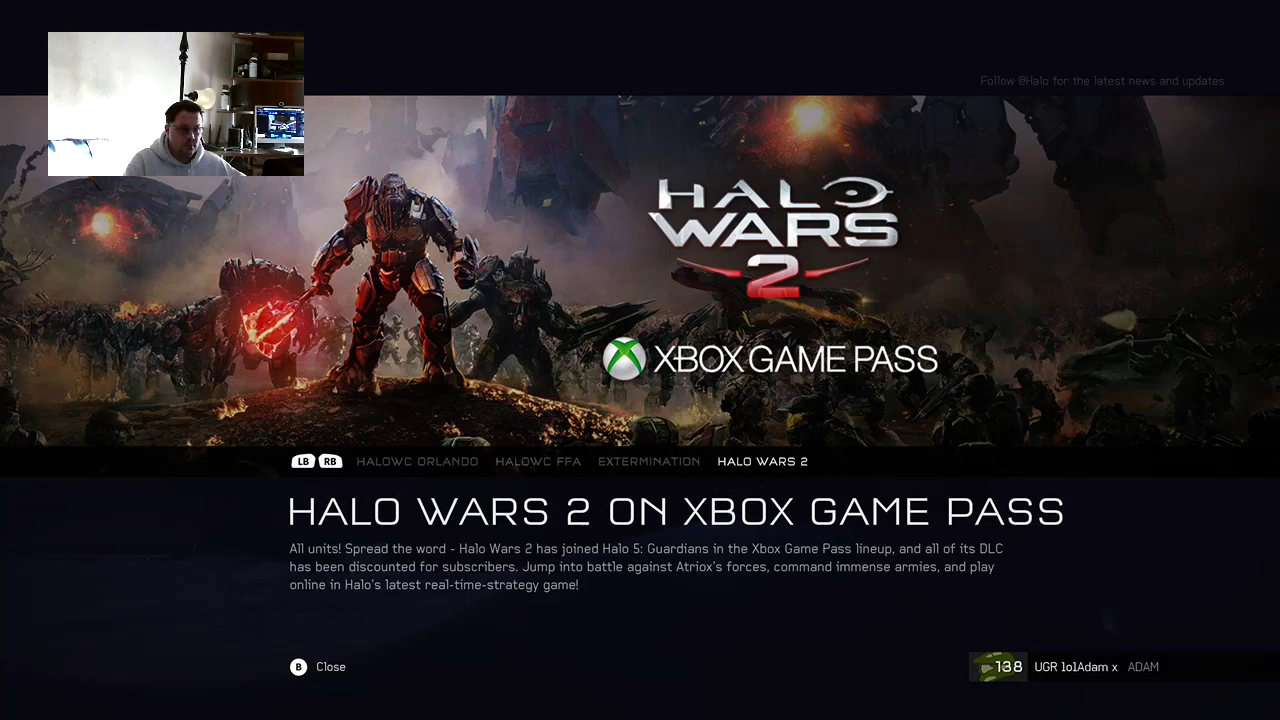 Follow @Halo for the latest news and updates
HALO
WARS
2
XBOX GAME PASS
LB RB HALOWC ORLANDO HALOWC FFA EXTERMINATION HALO WARS 2
HALO WARS 2 ON XBOX GAME PASS
All units! Spread the word - Halo Wars 2 has joined Halo 5: Guardians in the Xbox Game Pass lineup, and all of its DLC
has been discounted for subscribers. Jump into battle against Atriox's forces, command immense armies, and play
online in Halo's latest real-time-strategy game!
B Close
138 UGR lolAdam x ADAM